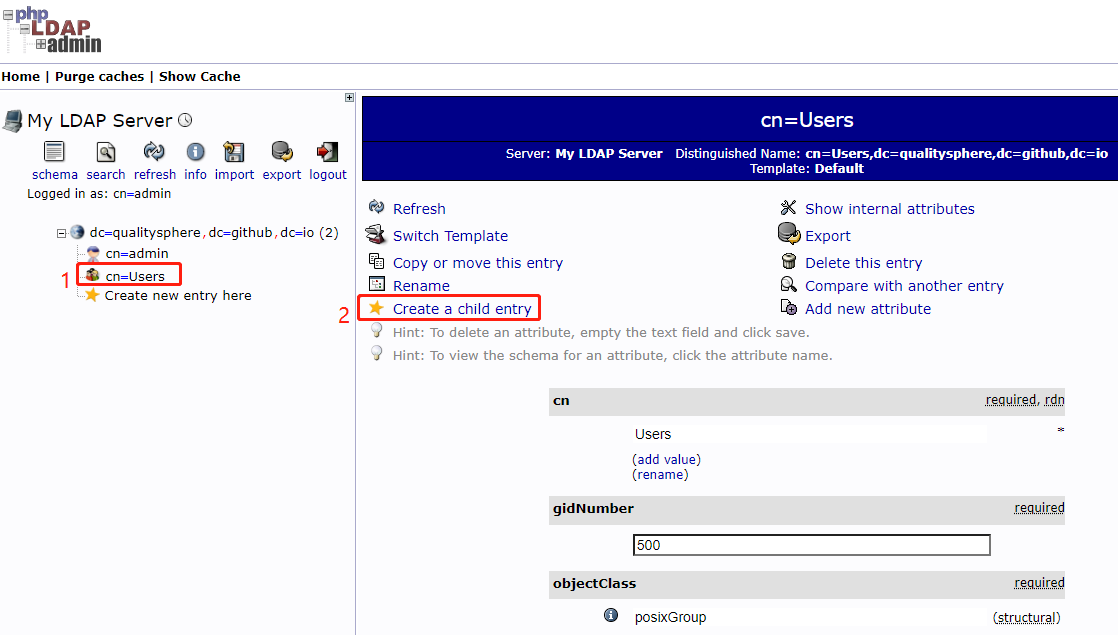 php
LDAP
admin
Home | Purge caches | Show Cache
My LDAP Server
schema search refresh info import export logout
Logged in as: cn=admin
dc=qualitysphere,dc=github,dc=io (2)
cn=admin
1 cn=Users
Create new entry here
cn=Users
Server: My LDAP Server Distinguished Name: cn=Users,dc=qualitysphere,dc=github,dc=io
Template: Default
Refresh Show internal attributes
Switch Template Export
Copy or move this entry Delete this entry
Rename Compare with another entry
2 Create a child entry Add new attribute
Hint: To delete an attribute, empty the text field and click save.
Hint: To view the schema for an attribute, click the attribute name.
cn required, rdn
Users *
(add value)
(rename)
gidNumber required
500
objectClass required
posixGroup (structural)